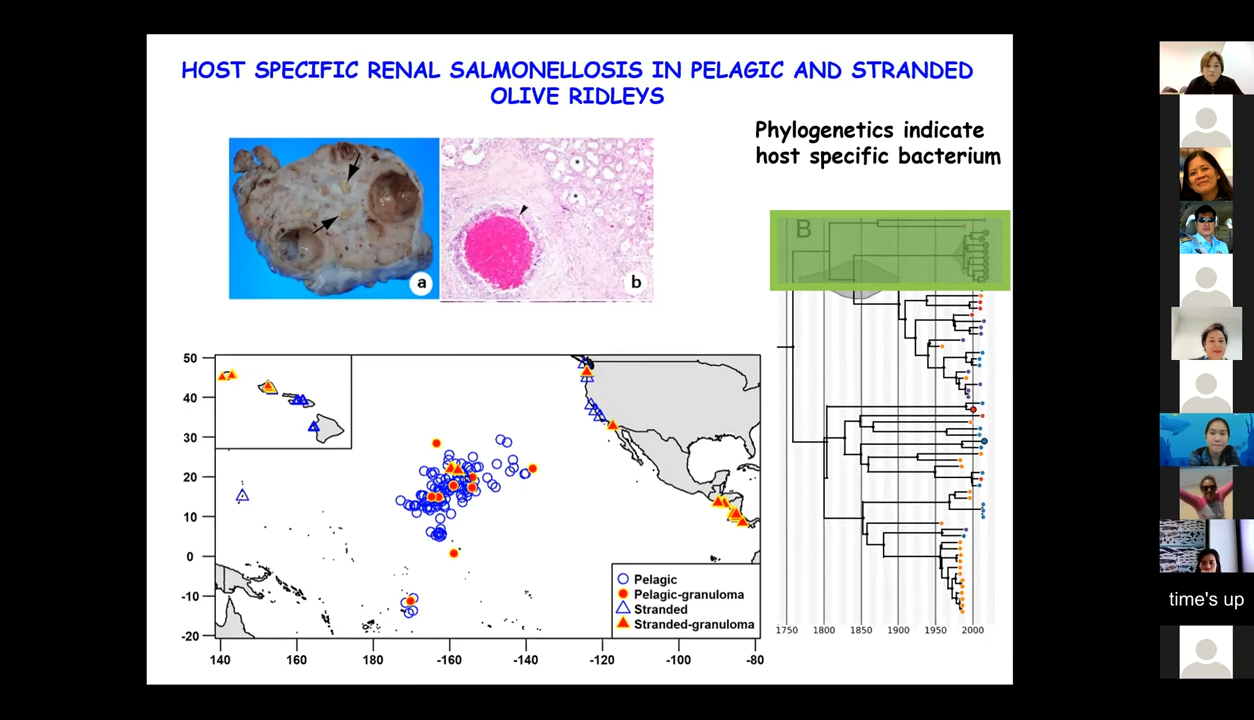 HOST SPECIFIC RENAL SALMONELLOSIS IN PELAGIC AND STRANDED
OLIVE RIDLEYS
Phylogenetics indicate
host specific bacterium
a
b
B
50
40
30
20
10
0
-10
-20
140
160
180
-160
-140
-120
-100
-80
Pelagic
Pelagic-granuloma
Stranded
Stranded-granuloma
1750
1800
1850
1900
1950
2000
time's up